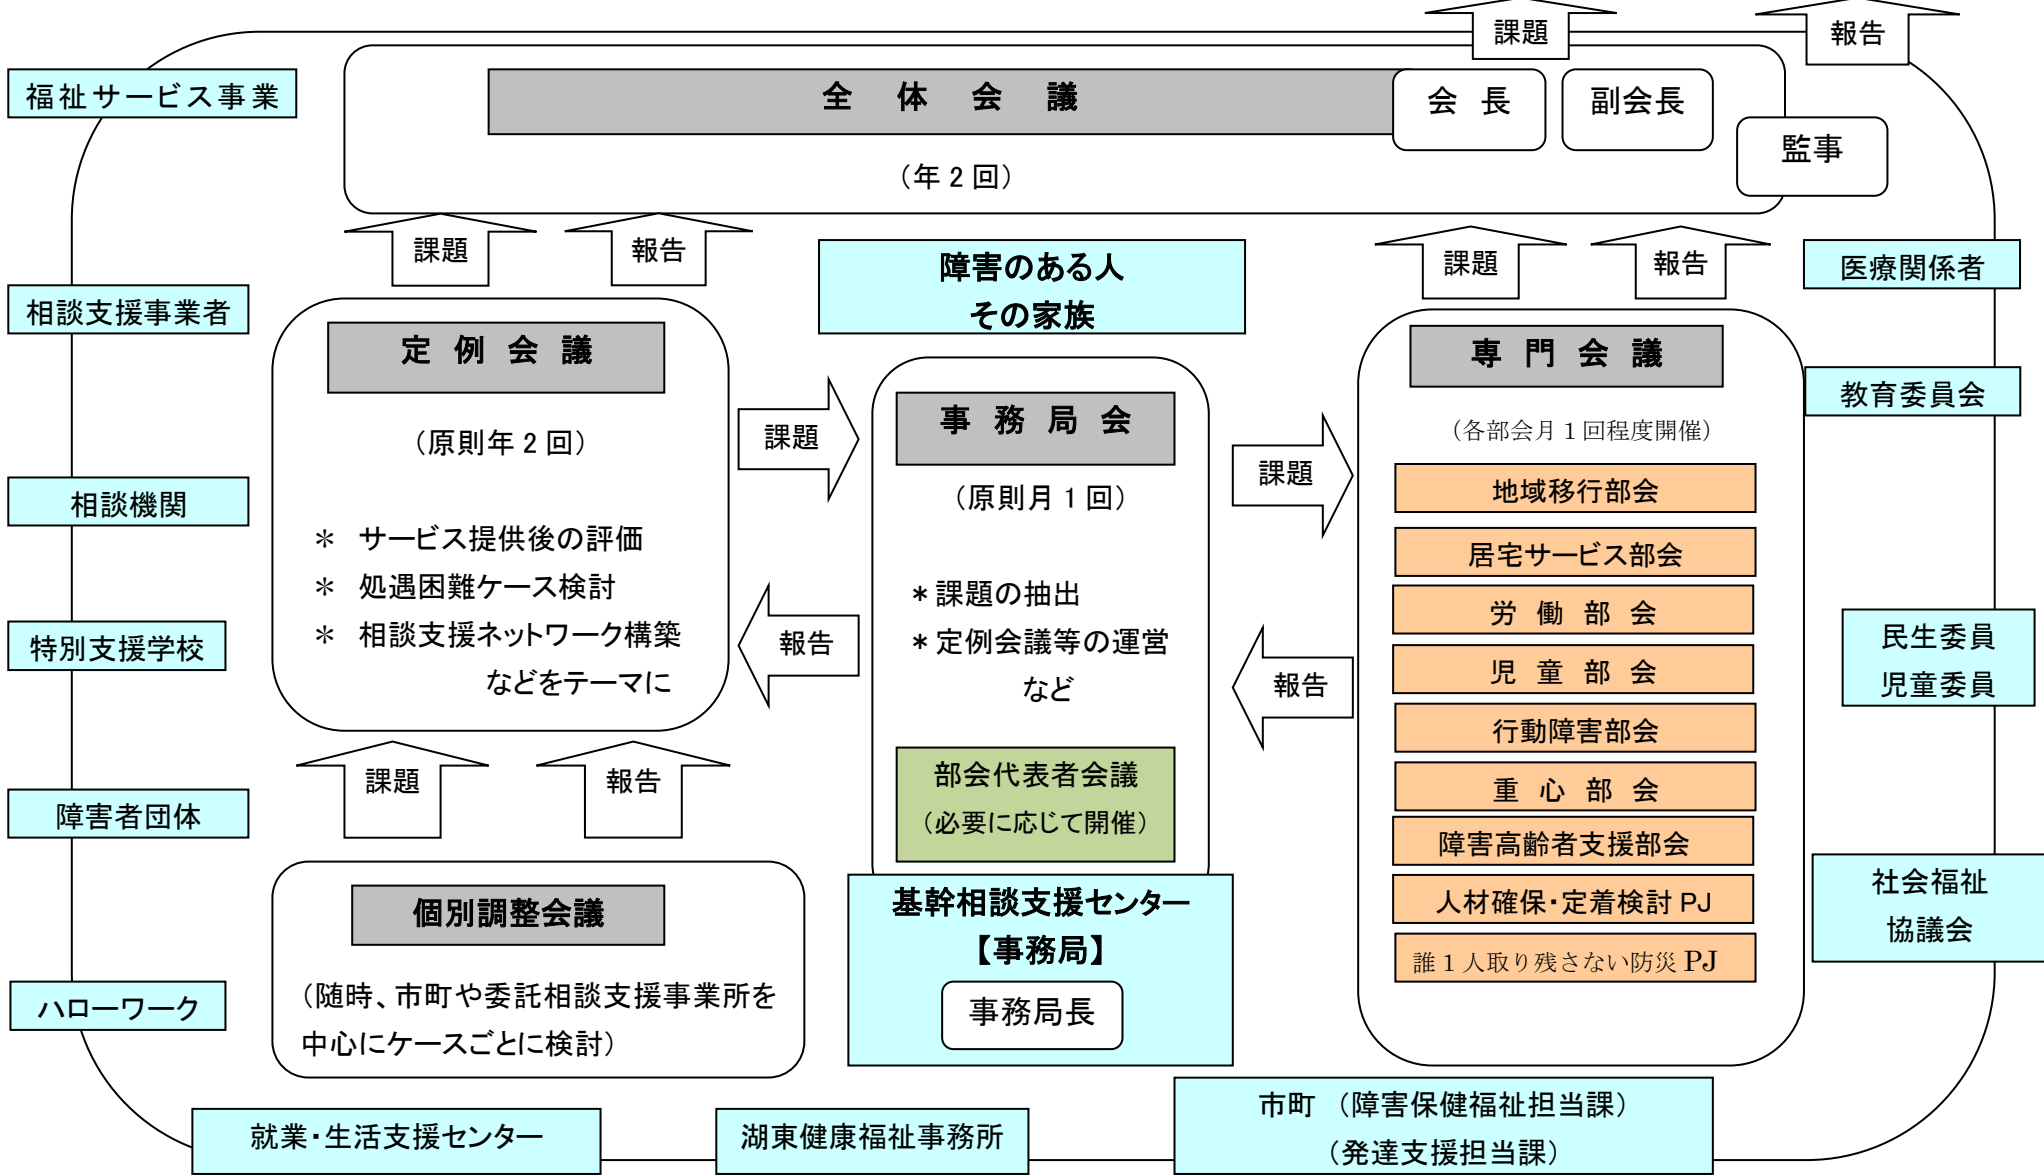 課題
報告
福祉サービス事業
全 体 会 議
会 長
副会長
監事
（年２回）
課題
報告
課題
報告
障害のある人
その家族
医療関係者
相談支援事業者
定 例 会 議
（原則年２回）
＊ サービス提供後の評価
＊ 処遇困難ケース検討
＊ 相談支援ネットワーク構築
などをテーマに
課題
報告
事 務 局 会
（原則月１回）
＊課題の抽出
＊定例会議等の運営
など
部会代表者会議
（必要に応じて開催）
課題
報告
専 門 会 議
（各部会月１回程度開催）
地域移行部会
居宅サービス部会
労 働 部 会
児 童 部 会
行動障害部会
重 心 部 会
障害高齢者支援部会
人材確保・定着検討 PJ
誰１人取り残さない防災 PJ
教育委員会
相談機関
特別支援学校
民生委員
児童委員
課題
報告
障害者団体
個別調整会議
（随時、市町や委託相談支援事業所を
中心にケースごとに検討）
基幹相談支援センター
【事務局】
事務局長
社会福祉
協議会
ハローワーク
就業・生活支援センター
湖東健康福祉事務所
市町 （障害保健福祉担当課）
（発達支援担当課）